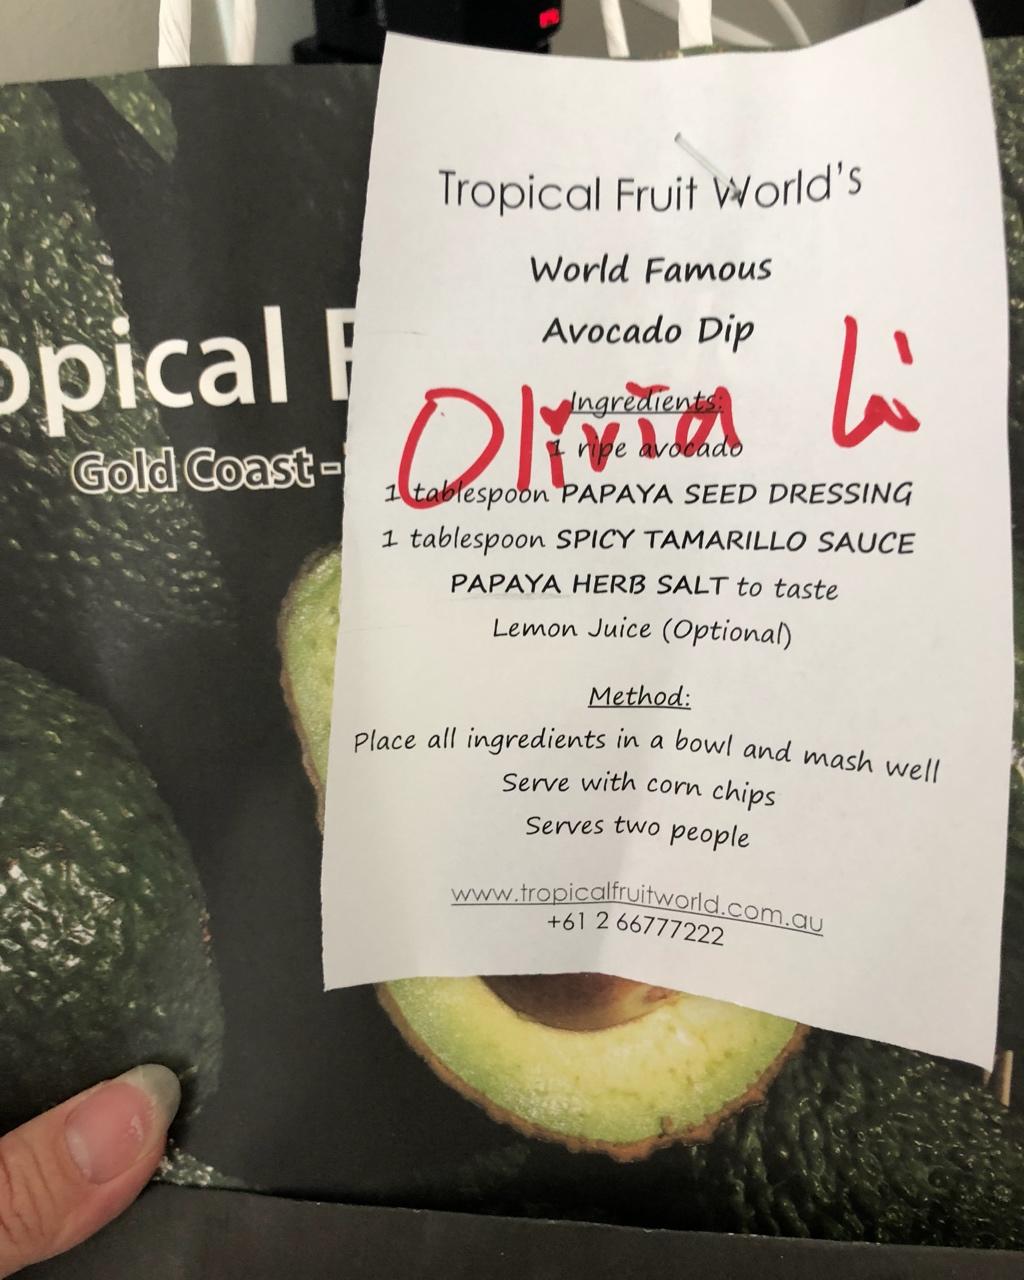 Tropical Fruit World's
World Famous
Avocado Dip
Olivia Li
Ingredients:
1 ripe avocado
1 tablespoon PAPAYA SEED DRESSING
1 tablespoon SPICY TAMARILLO SAUCE
PAPAYA HERB SALT to taste
Lemon Juice (Optional)
Method:
Place all ingredients in a bowl and mash well
Serve with corn chips
Serves two people
www.tropicalfruitworld.com.au
+61 2 66777222
opical F
Gold Coast -